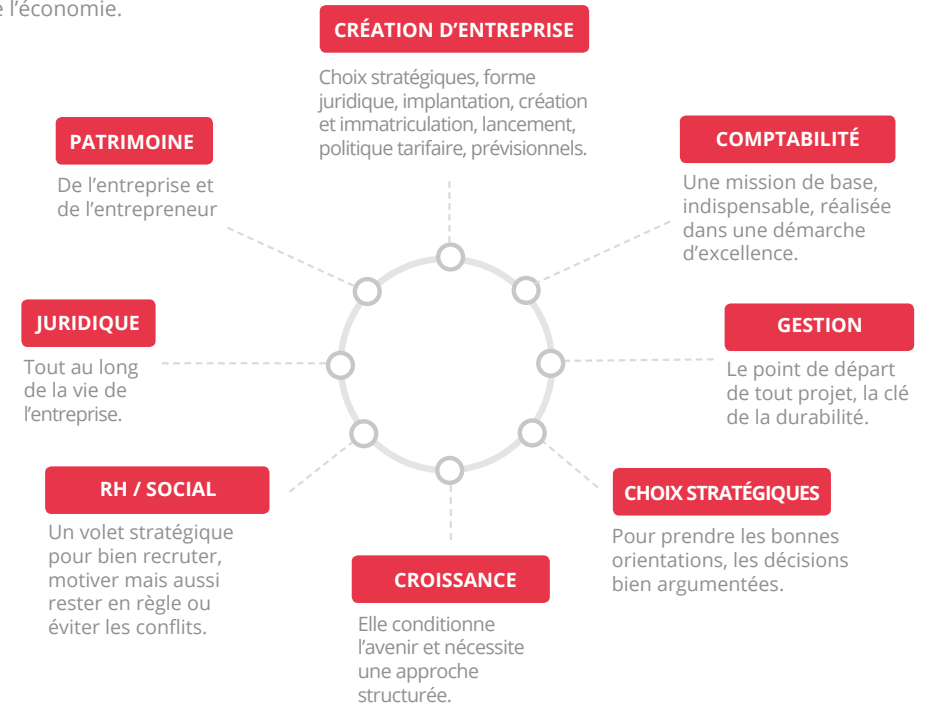 l'économie.
CRÉATION D'ENTREPRISE
Choix stratégiques, forme
juridique, implantation, création
et immatriculation, lancement,
politique tarifaire, prévisionnels.
COMPTABILITÉ
Une mission de base,
indispensable, réalisée
dans une démarche
d'excellence.
GESTION
Le point de départ
de tout projet, la clé
de la durabilité.
CHOIX STRATÉGIQUES
Pour prendre les bonnes
orientations, les décisions
bien argumentées.
CROISSANCE
Elle conditionne
l'avenir et nécessite
une approche
structurée.
RH / SOCIAL
Un volet stratégique
pour bien recruter,
motiver mais aussi
rester en règle ou
éviter les conflits.
JURIDIQUE
Tout au long
de la vie de
l'entreprise.
PATRIMOINE
De l'entreprise et
de l'entrepreneur